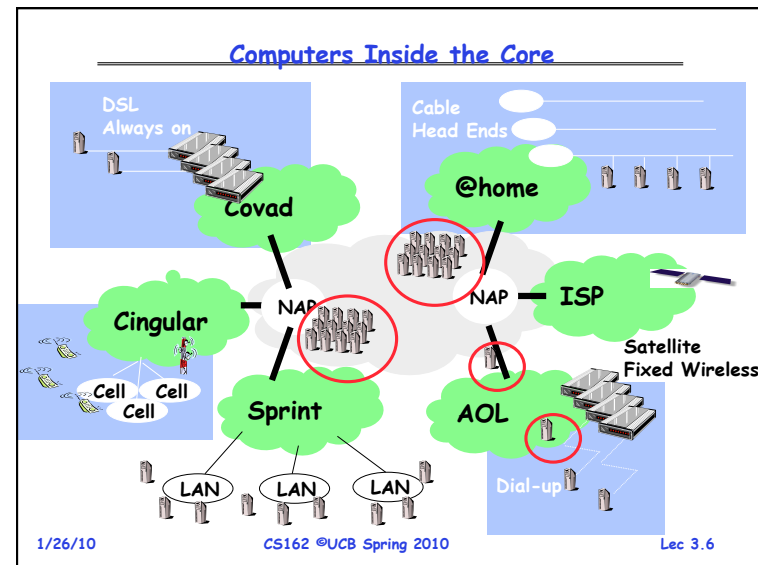 Computers Inside the Core
DSL
Always on
Cable
Head Ends
@home
Covad
NAP
NAP
ISP
Cingular
Satellite
Fixed Wireless
Cell
Cell
Cell
Sprint
AOL
LAN
LAN
LAN
Dial-up
1/26/10
CS162 ©UCB Spring 2010
Lec 3.6